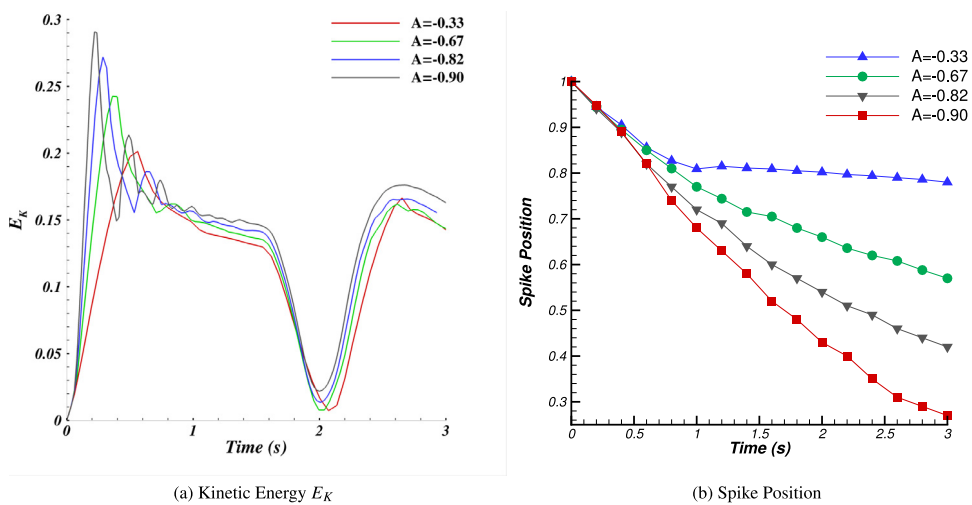 0.3
0.25
0.2
0.15
0.1
0.05
0
E_K
A=-0.33
A=-0.67
A=-0.82
A=-0.90
0 1 2 3
Time (s)
(a) Kinetic Energy E_K
1
0.9
0.8
0.7
0.6
0.5
0.4
0.3
Spike Position
A=-0.33
A=-0.67
A=-0.82
A=-0.90
0 0.5 1 1.5 2 2.5 3
Time (s)
(b) Spike Position